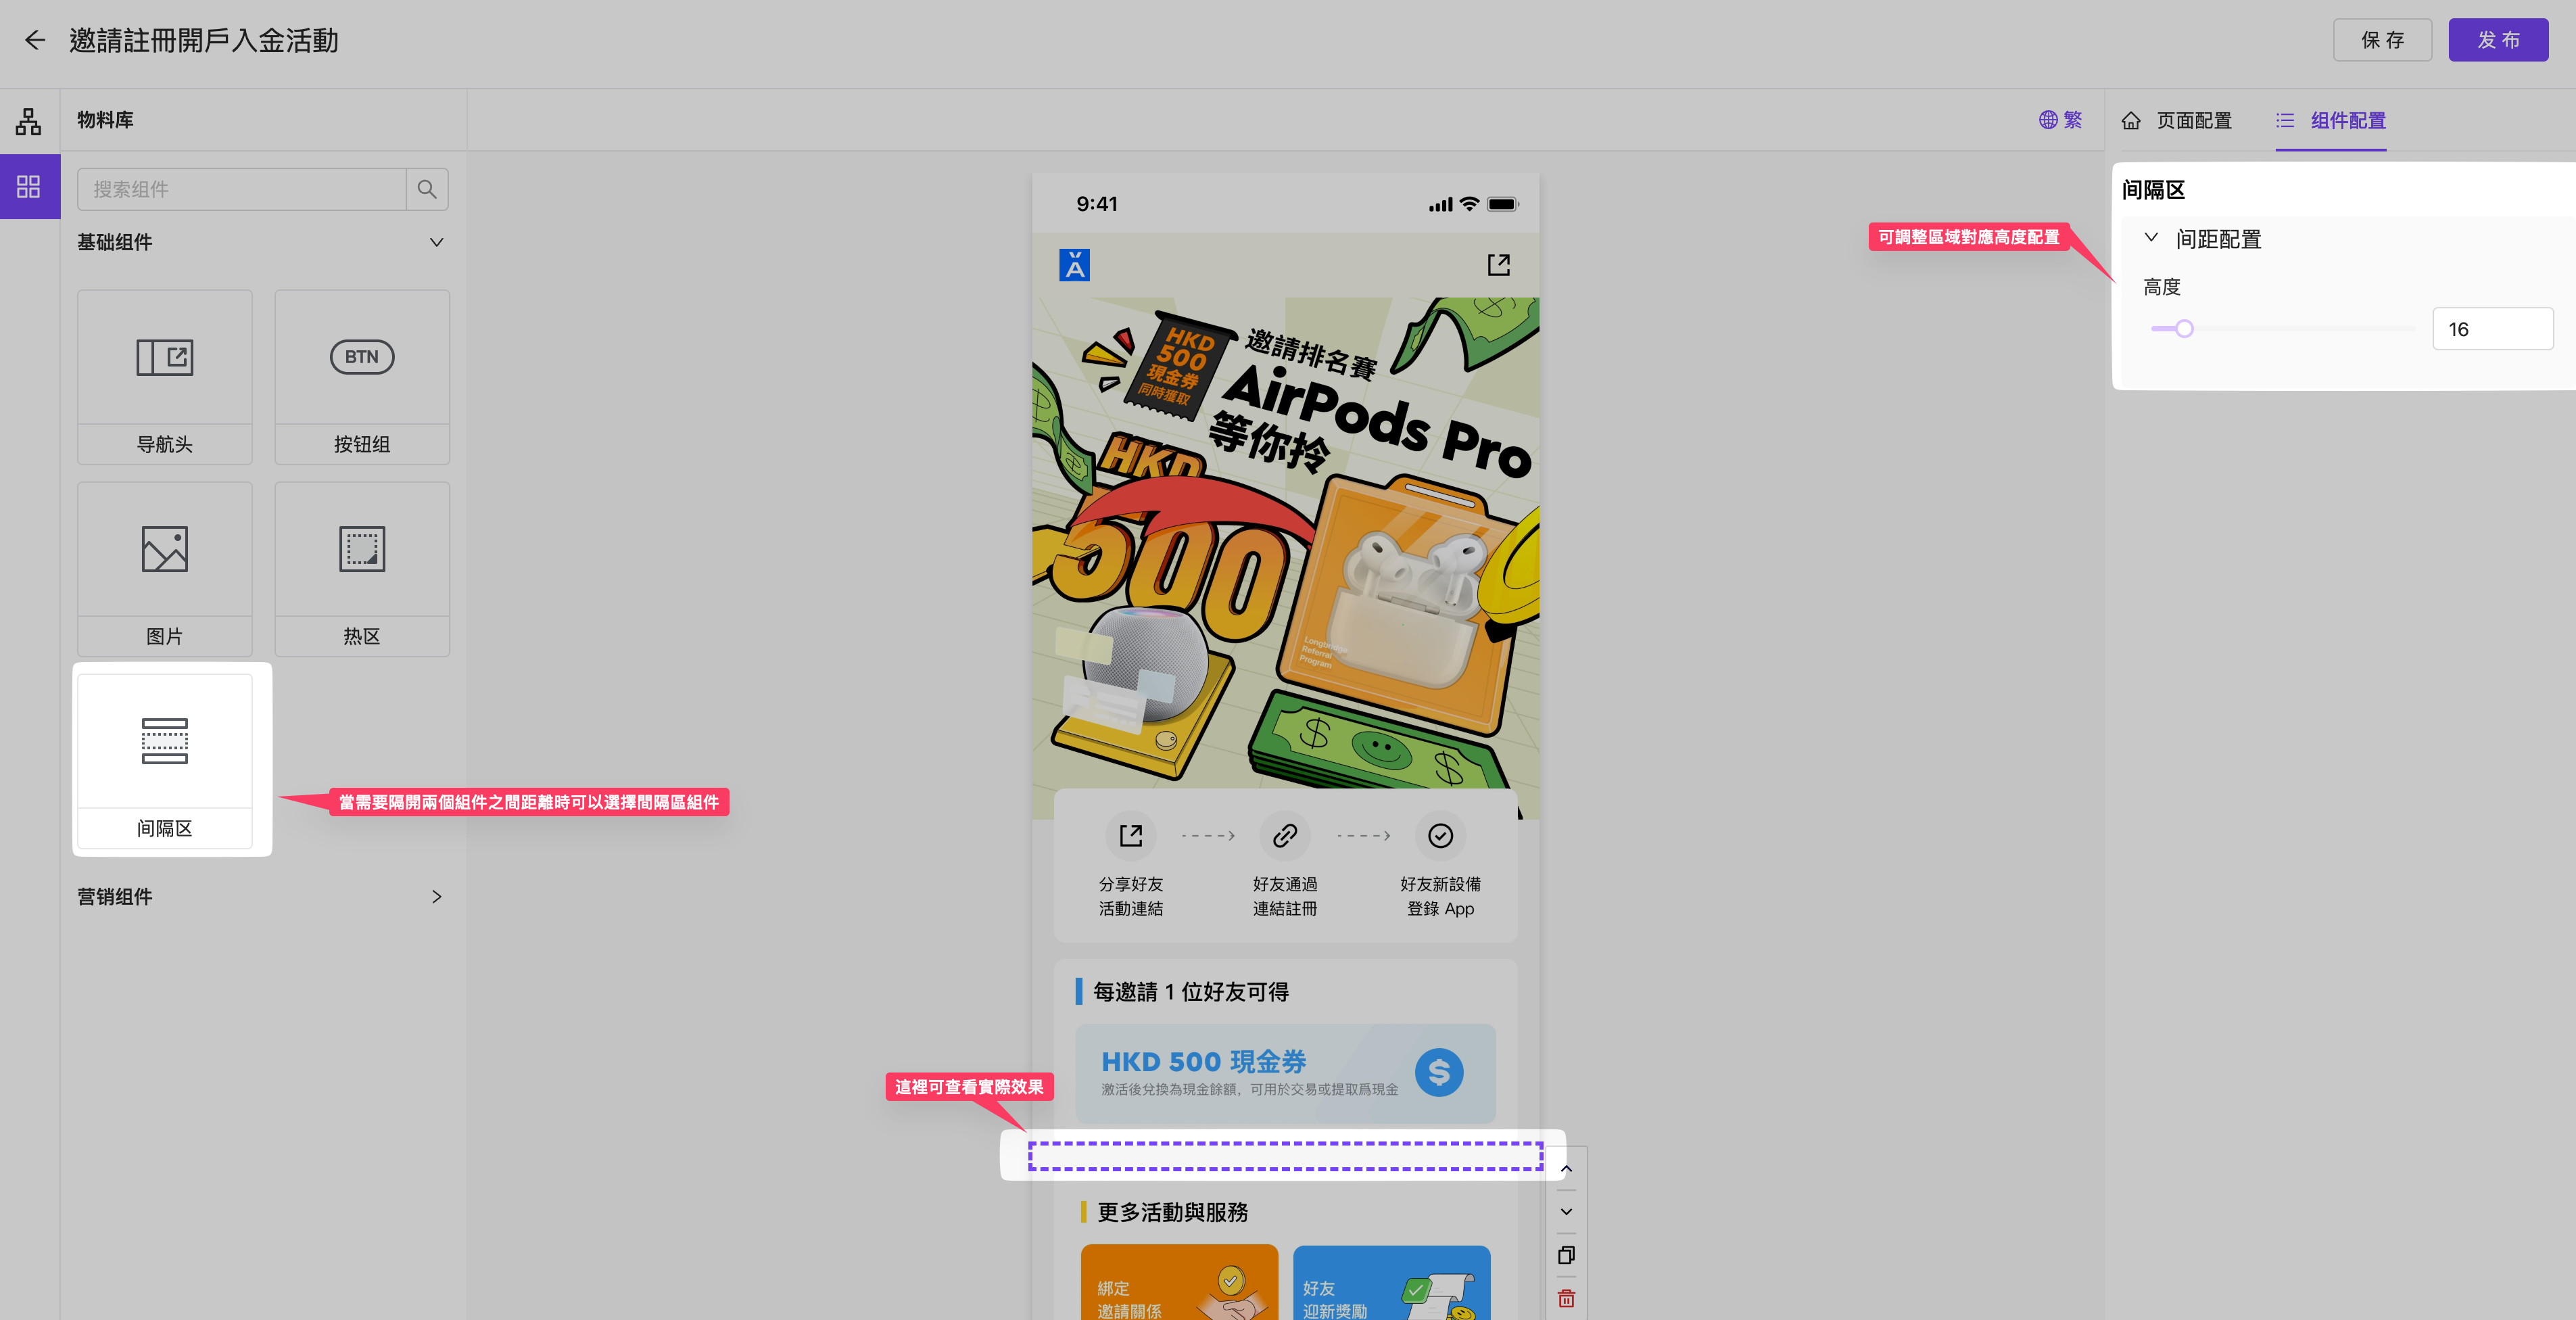 邀請註冊開戶入金活動
保 存
发 布
物料库
繁
页面配置
组件配置
搜索组件
基础组件
导航头
BTN
按钮组
图片
热区
间隔区
當需要隔開兩個組件之間距離時可以選擇間隔區組件
营销组件
9:41
HKD
500
現金券
同時獲取
邀請排名賽
AirPods Pro
等你拎
HKD
500
Longbridge
Referral
Program
分享好友
活動連結
好友通過
連結註冊
好友新設備
登錄 App
每邀請 1 位好友可得
HKD 500 現金券
激活後兌換為現金餘額，可用於交易或提取爲現金
這裡可查看實際效果
更多活動與服務
綁定
邀請關係
好友
迎新獎勵
可調整區域對應高度配置
间隔区
间距配置
高度
16